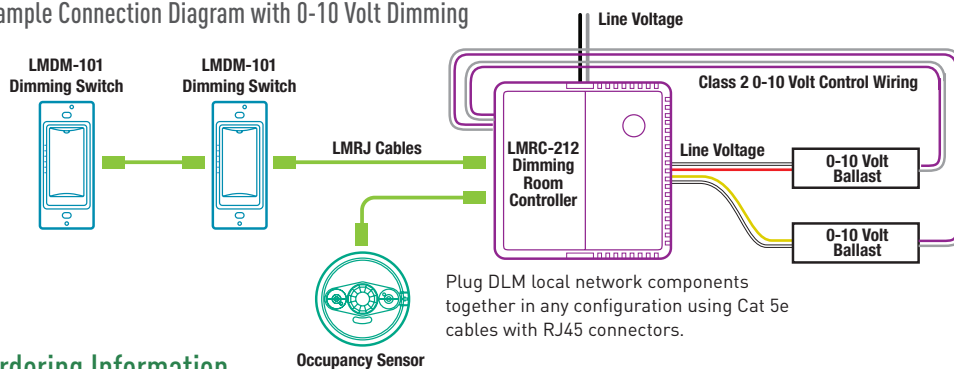 ample Connection Diagram with 0-10 Volt Dimming
Line Voltage
LMDM-101
Dimming Switch
LMDM-101
Dimming Switch
Class 2 0-10 Volt Control Wiring
LMRJ Cables
LMRC-212
Dimming
Room
Controller
Line Voltage
0-10 Volt
Ballast
0-10 Volt
Ballast
Plug DLM local network components
together in any configuration using Cat 5e
cables with RJ45 connectors.
Occupancy Sensor
rdering Information